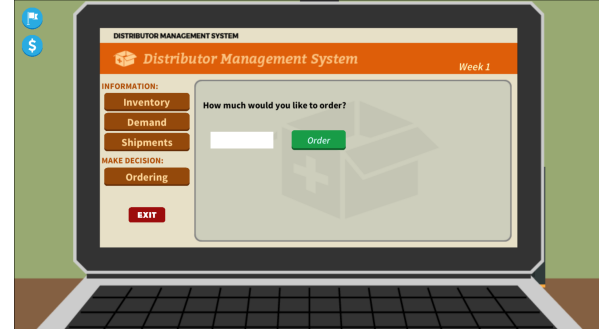 DISTRIBUTOR MANAGEMENT SYSTEM
Distributor Management System
Week 1
INFORMATION:
Inventory
Demand
Shipments
MAKE DECISION:
Ordering
EXIT
How much would you like to order?
Order
$